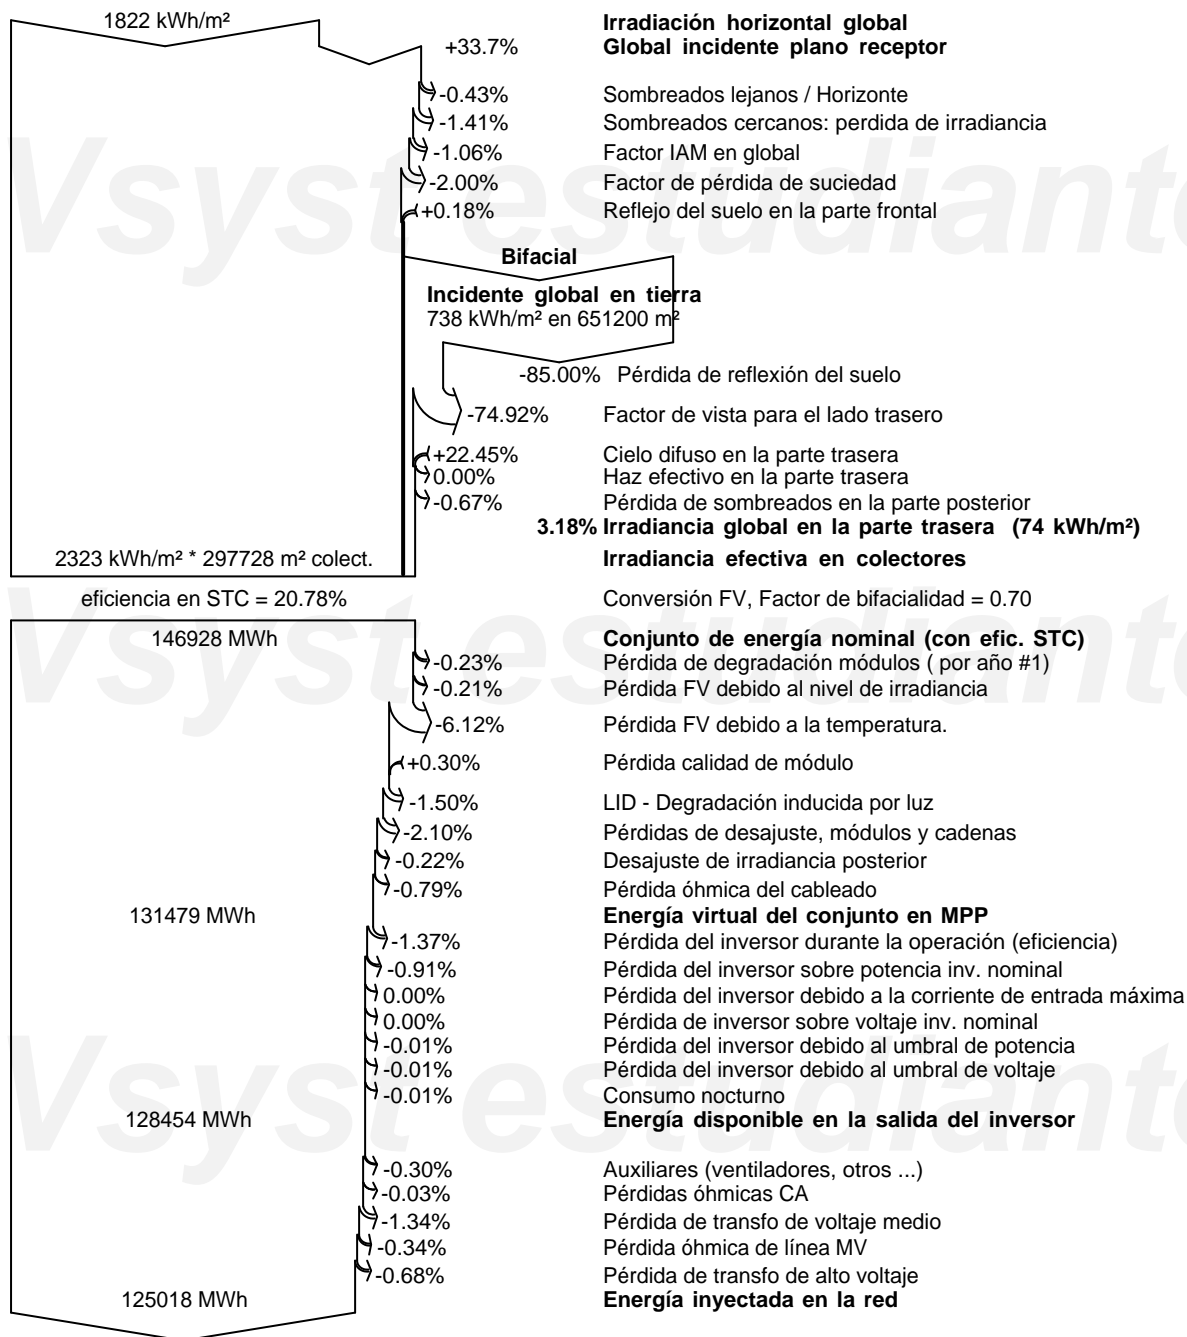 1822 kWh/m² Irradiación horizontal global
+33.7% Global incidente plano receptor
-0.43% Sombreados lejanos / Horizonte
-1.41% Sombreados cercanos: perdida de irradiancia
-1.06% Factor IAM en global
-2.00% Factor de pérdida de suciedad
+0.18% Reflejo del suelo en la parte frontal
Vsyst estudiante
Bifacial
Incidente global en tierra
738 kWh/m² en 651200 m²
-85.00% Pérdida de reflexión del suelo
-74.92% Factor de vista para el lado trasero
+22.45% Cielo difuso en la parte trasera
0.00% Haz efectivo en la parte trasera
-0.67% Pérdida de sombreados en la parte posterior
3.18% Irradiancia global en la parte trasera (74 kWh/m²)
2323 kWh/m² * 297728 m² colect. Irradiancia efectiva en colectores
eficiencia en STC = 20.78% Conversión FV, Factor de bifacialidad = 0.70
146928 MWh Conjunto de energía nominal (con efic. STC)
Vsyst estudiante
-0.23% Pérdida de degradación módulos ( por año #1)
-0.21% Pérdida FV debido al nivel de irradiancia
-6.12% Pérdida FV debido a la temperatura.
+0.30% Pérdida calidad de módulo
-1.50% LID - Degradación inducida por luz
-2.10% Pérdidas de desajuste, módulos y cadenas
-0.22% Desajuste de irradiancia posterior
-0.79% Pérdida óhmica del cableado
131479 MWh Energía virtual del conjunto en MPP
-1.37% Pérdida del inversor durante la operación (eficiencia)
-0.91% Pérdida del inversor sobre potencia inv. nominal
0.00% Pérdida del inversor debido a la corriente de entrada máxima
0.00% Pérdida de inversor sobre voltaje inv. nominal
-0.01% Pérdida del inversor debido al umbral de potencia
-0.01% Pérdida del inversor debido al umbral de voltaje
-0.01% Consumo nocturno
Vsyst estudiante
128454 MWh Energía disponible en la salida del inversor
-0.30% Auxiliares (ventiladores, otros ...)
-0.03% Pérdidas óhmicas CA
-1.34% Pérdida de transfo de voltaje medio
-0.34% Pérdida óhmica de línea MV
-0.68% Pérdida de transfo de alto voltaje
125018 MWh Energía inyectada en la red